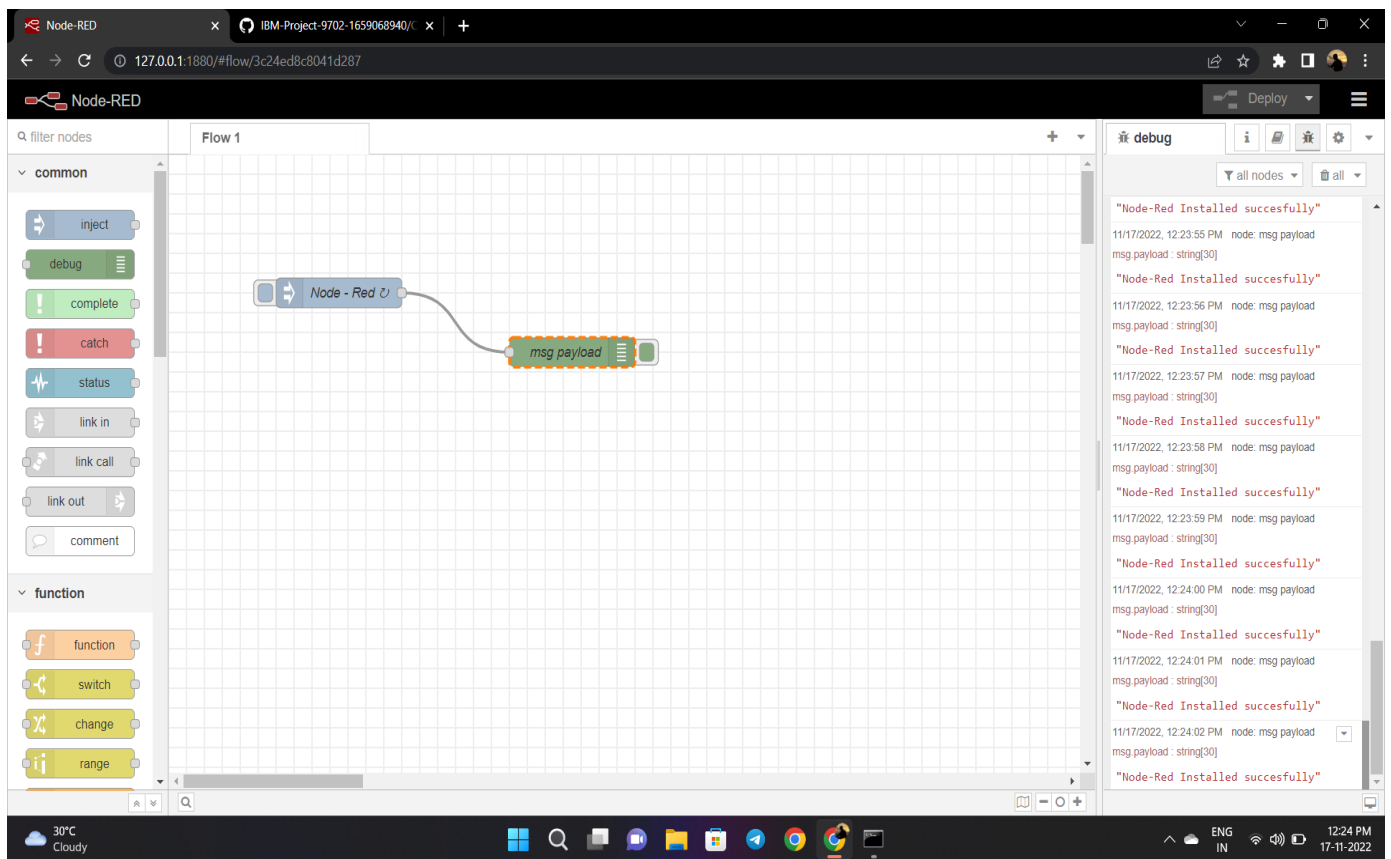 Node-RED
IBM-Project-9702-1659068940/C
127.0.0.1:1880/#flow/3c24ed8c8041d287
Node-RED
Deploy
filter nodes
Flow 1
debug
i
common
all nodes
all
inject
debug
complete
catch
status
link in
link call
link out
comment
function
function
switch
change
range
Node - Red ↻
msg payload
"Node-Red Installed succesfully"
11/17/2022, 12:23:55 PM node: msg payload
msg.payload : string[30]
"Node-Red Installed succesfully"
11/17/2022, 12:23:56 PM node: msg payload
msg.payload : string[30]
"Node-Red Installed succesfully"
11/17/2022, 12:23:57 PM node: msg payload
msg.payload : string[30]
"Node-Red Installed succesfully"
11/17/2022, 12:23:58 PM node: msg payload
msg.payload : string[30]
"Node-Red Installed succesfully"
11/17/2022, 12:23:59 PM node: msg payload
msg.payload : string[30]
"Node-Red Installed succesfully"
11/17/2022, 12:24:00 PM node: msg payload
msg.payload : string[30]
"Node-Red Installed succesfully"
11/17/2022, 12:24:01 PM node: msg payload
msg.payload : string[30]
"Node-Red Installed succesfully"
11/17/2022, 12:24:02 PM node: msg payload
msg.payload : string[30]
"Node-Red Installed succesfully"
30°C
Cloudy
ENG
IN
12:24 PM
17-11-2022